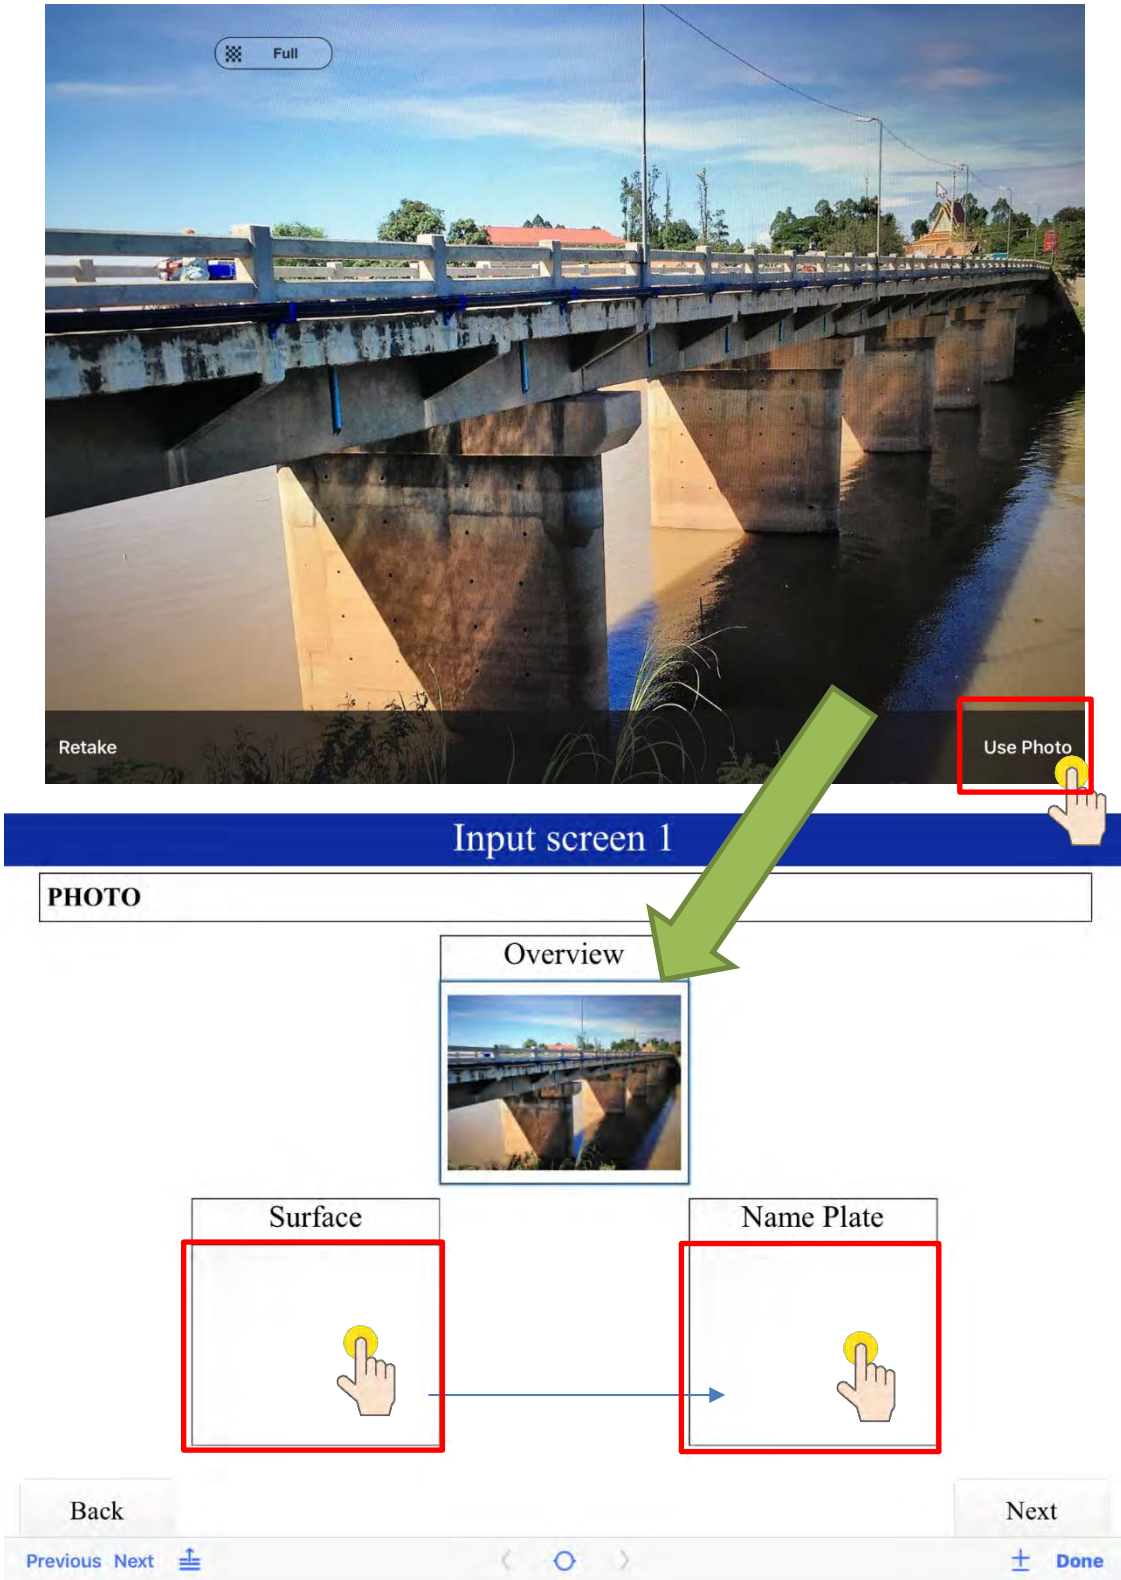 Full
Retake
Use Photo
Input screen 1
PHOTO
Overview
Surface
Name Plate
Back
Next
Previous Next
Done